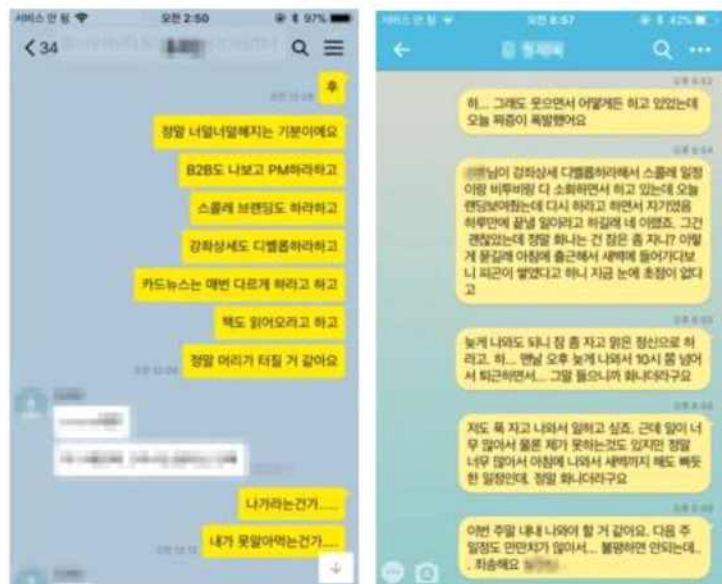 서비스 안 됨
오전 2:50
97%
34
후
정말 너덜너덜해지는 기분이에요
B2B도 나보고 PM하라하고
스콜레 브랜딩도 하라하고
강좌상세도 디벨롭하라하고
카드뉴스는 매번 다르게 하라고 하고
책도 읽어오라고 하고
정말 머리가 터질 거 같아요
나가라는건가.....
내가 못알아먹는건가....
서비스 안 됨
오전 8:57
42%
하... 그래도 웃으면서 어떻게든 하고 있었는데
오늘 짜증이 폭발했어요
님이 강좌상세 디벨롭하라해서 스콜레 일정
이랑 비투비랑 다 소화하면서 하고 있는데 오늘
랜딩보여줬는데 다시 하라고 하면서 자기였음
하루만에 끝낼 일이라고 하길래 네 이랬죠. 그건
괜찮았는데 정말 화나는 건 잠은 좀 자니? 이렇
게 묻길래 아침에 출근해서 새벽에 들어가다보
니 피곤이 쌓였다고 하니 지금 눈에 초점이 없다
고
늦게 나와도 되니 잠 좀 자고 맑은 정신으로 하
라고. 하... 맨날 오후 늦게 나와서 10시 쫌 넘어
서 퇴근하면서... 그말 들으니까 화나더라구요
저도 푹 자고 나와서 일하고 싶죠. 근데 일이 너
무 많아서 물론 제가 못하는것도 있지만 정말
너무 많아서 아침에 나와서 새벽까지 해도 빠듯
한 일정인데. 정말 화나더라구요
이번 주말 내내 나와야 할 거 같아요. 다음 주
일정도 만만치가 않아서... 불평하면 안되는데..
. 죄송해요